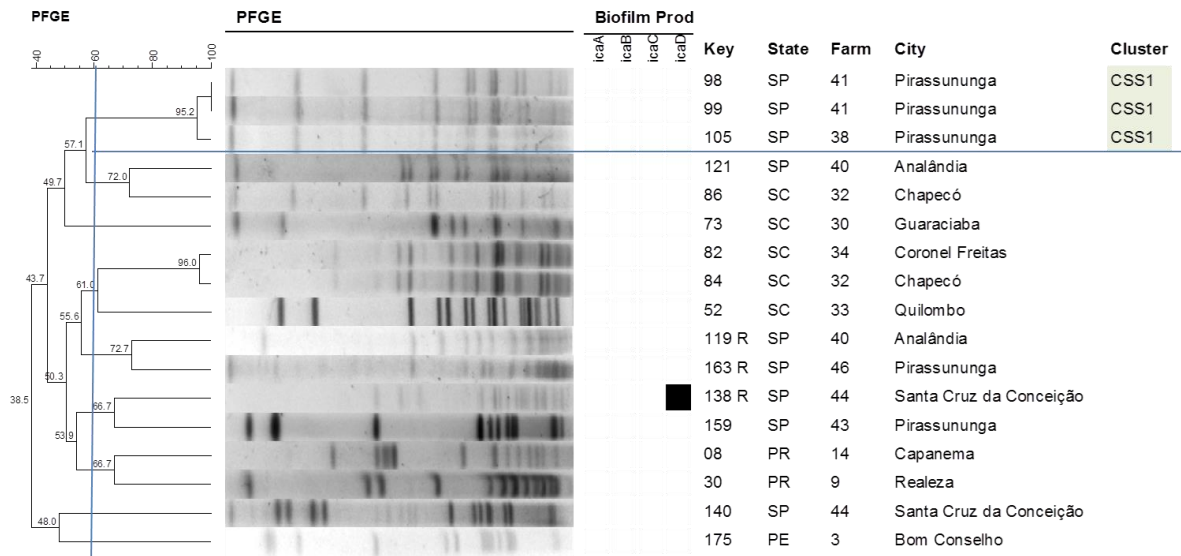 PFGE PFGE Biofilm Prod
40 60 80 100 icaA icaB icaC icaD Key State Farm City Cluster
98 SP 41 Pirassununga CSS1
95.2 99 SP 41 Pirassununga CSS1
105 SP 38 Pirassununga CSS1
57.1
121 SP 40 Analândia
49.7 72.0
86 SC 32 Chapecó
73 SC 30 Guaraciaba
82 SC 34 Coronel Freitas
96.0
43.7 61.0 84 SC 32 Chapecó
52 SC 33 Quilombo
55.6
119 R SP 40 Analândia
72.7
163 R SP 46 Pirassununga
50.3
38.5 138 R SP 44 Santa Cruz da Conceição
66.7
159 SP 43 Pirassununga
53.9
08 PR 14 Capanema
66.7
30 PR 9 Realeza
140 SP 44 Santa Cruz da Conceição
48.0
175 PE 3 Bom Conselho